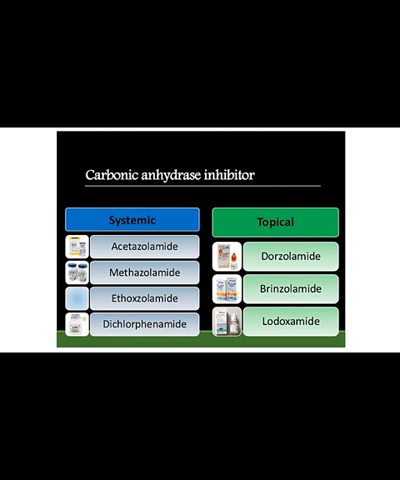 Carbonic anhydrase inhibitor
Systemic
Acetazolamide
Methazolamide
Ethoxzolamide
Dichlorphenamide
Topical
Dorzolamide
Brinzolamide
Lodoxamide